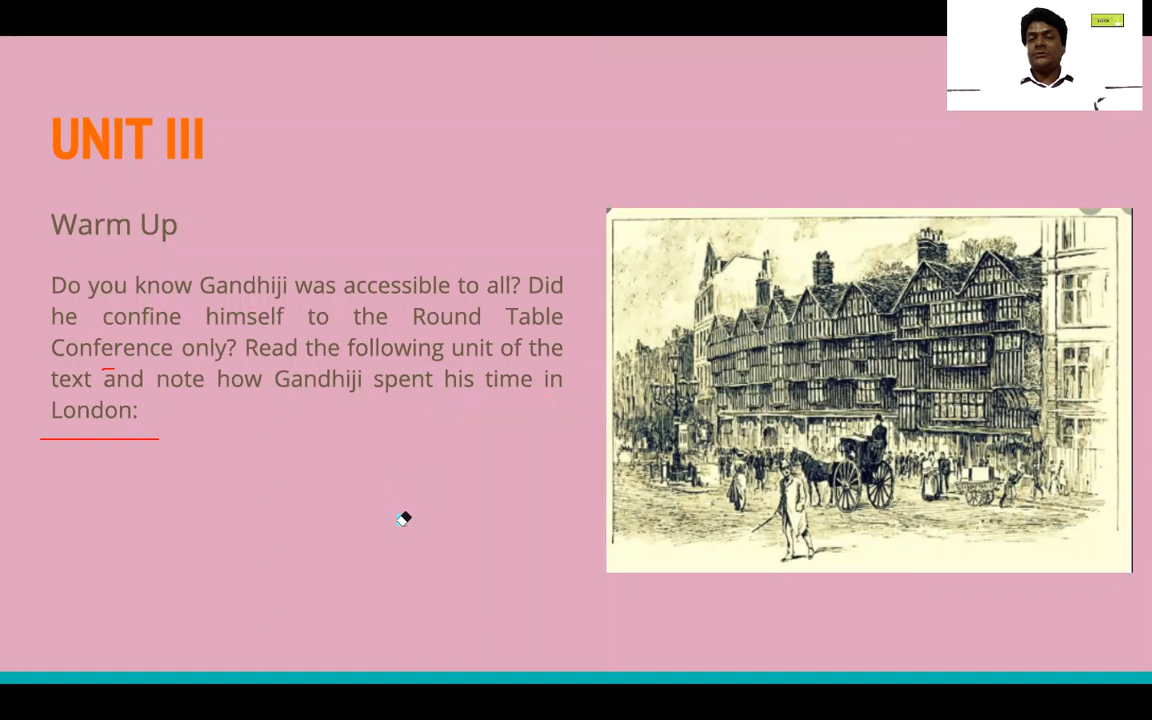 UNIT III
Warm Up
Do you know Gandhiji was accessible to all? Did
he confine himself to the Round Table
Conference only? Read the following unit of the
text and note how Gandhiji spent his time in
London: